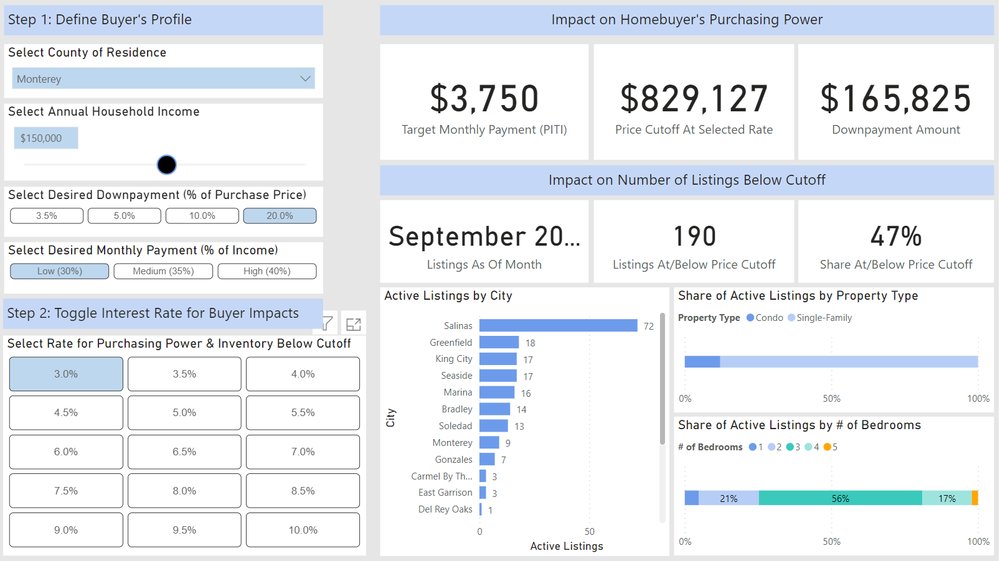 Step 1: Define Buyer's Profile
Select County of Residence
Monterey
Select Annual Household Income
$150,000
Select Desired Downpayment (% of Purchase Price)
3.5% 5.0% 10.0% 20.0%
Select Desired Monthly Payment (% of Income)
Low (30%) Medium (35%) High (40%)
Step 2: Toggle Interest Rate for Buyer Impacts
Select Rate for Purchasing Power & Inventory Below Cutoff
3.0% 3.5% 4.0%
4.5% 5.0% 5.5%
6.0% 6.5% 7.0%
7.5% 8.0% 8.5%
9.0% 9.5% 10.0%
Impact on Homebuyer's Purchasing Power
$3,750 $829,127 $165,825
Target Monthly Payment (PITI) Price Cutoff At Selected Rate Downpayment Amount
Impact on Number of Listings Below Cutoff
September 20... 190 47%
Listings As Of Month Listings At/Below Price Cutoff Share At/Below Price Cutoff
Active Listings by City
City
Salinas 72
Greenfield 18
King City 17
Seaside 17
Marina 16
Bradley 14
Soledad 13
Monterey 9
Gonzales 7
Carmel By Th... 3
East Garrison 3
Del Rey Oaks 1
0 50
Active Listings
Share of Active Listings by Property Type
Property Type Condo Single-Family
0% 50% 100%
Share of Active Listings by # of Bedrooms
# of Bedrooms 1 2 3 4 5
21% 56% 17%
0% 50% 100%